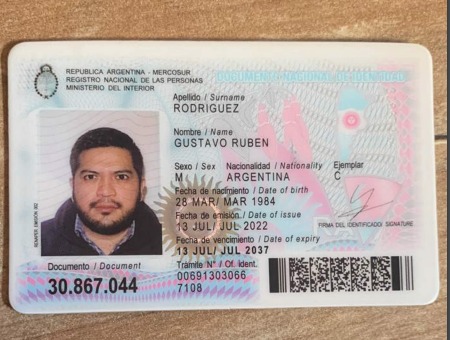 REPUBLICA ARGENTINA - MERCOSUR
REGISTRO NACIONAL DE LAS PERSONAS
MINISTERIO DEL INTERIOR
DOCUMENTO NACIONAL DE IDENTIDAD
Apellido / Surname
RODRIGUEZ
Nombre / Name
GUSTAVO RUBEN
Sexo / Sex Nacionalidad / Nationality Ejemplar
M ARGENTINA C
Fecha de nacimiento / Date of birth
28 MAR/ MAR 1984
Fecha de emisión / Date of issue
13 JUL/ JUL 2022
FIRMA DEL IDENTIFICADO/ SIGNATURE
Fecha de vencimiento / Date of expiry
13 JUL/ JUL 2037
Documento / Document
30.867.044
Trámite N° / Of. ident.
00691303066
7108